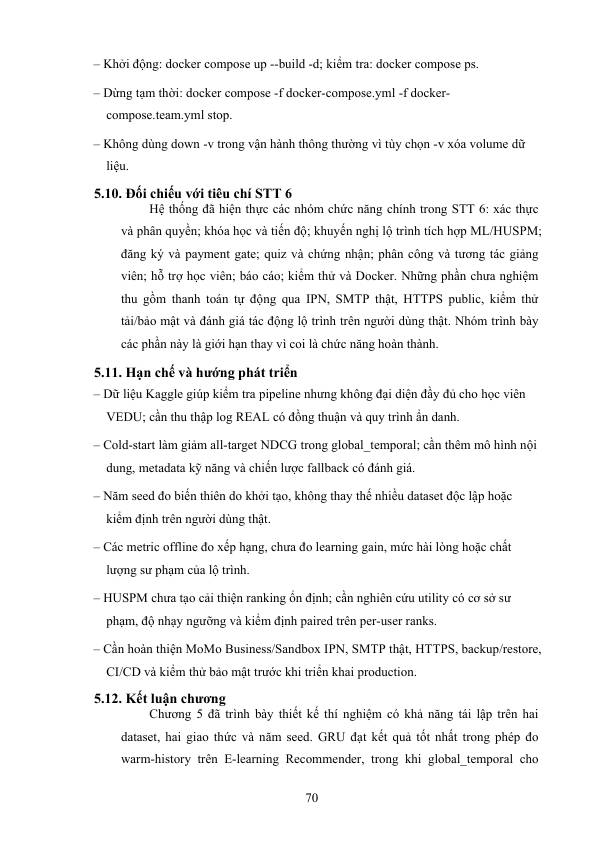 – Khởi động: docker compose up --build -d; kiểm tra: docker compose ps.
– Dừng tạm thời: docker compose -f docker-compose.yml -f docker-
compose.team.yml stop.
– Không dùng down -v trong vận hành thông thường vì tùy chọn -v xóa volume dữ
liệu.
5.10. Đối chiếu với tiêu chí STT 6
Hệ thống đã hiện thực các nhóm chức năng chính trong STT 6: xác thực
và phân quyền; khóa học và tiến độ; khuyến nghị lộ trình tích hợp ML/HUSPM;
đăng ký và payment gate; quiz và chứng nhận; phân công và tương tác giảng
viên; hỗ trợ học viên; báo cáo; kiểm thử và Docker. Những phần chưa nghiệm
thu gồm thanh toán tự động qua IPN, SMTP thật, HTTPS public, kiểm thử
tải/bảo mật và đánh giá tác động lộ trình trên người dùng thật. Nhóm trình bày
các phần này là giới hạn thay vì coi là chức năng hoàn thành.
5.11. Hạn chế và hướng phát triển
– Dữ liệu Kaggle giúp kiểm tra pipeline nhưng không đại diện đầy đủ cho học viên
VEDU; cần thu thập log REAL có đồng thuận và quy trình ẩn danh.
– Cold-start làm giảm all-target NDCG trong global_temporal; cần thêm mô hình nội
dung, metadata kỹ năng và chiến lược fallback có đánh giá.
– Năm seed đo biến thiên do khởi tạo, không thay thế nhiều dataset độc lập hoặc
kiểm định trên người dùng thật.
– Các metric offline đo xếp hạng, chưa đo learning gain, mức hài lòng hoặc chất
lượng sư phạm của lộ trình.
– HUSPM chưa tạo cải thiện ranking ổn định; cần nghiên cứu utility có cơ sở sư
phạm, độ nhạy ngưỡng và kiểm định paired trên per-user ranks.
– Cần hoàn thiện MoMo Business/Sandbox IPN, SMTP thật, HTTPS, backup/restore,
CI/CD và kiểm thử bảo mật trước khi triển khai production.
5.12. Kết luận chương
Chương 5 đã trình bày thiết kế thí nghiệm có khả năng tái lập trên hai
dataset, hai giao thức và năm seed. GRU đạt kết quả tốt nhất trong phép đo
warm-history trên E-learning Recommender, trong khi global_temporal cho
70